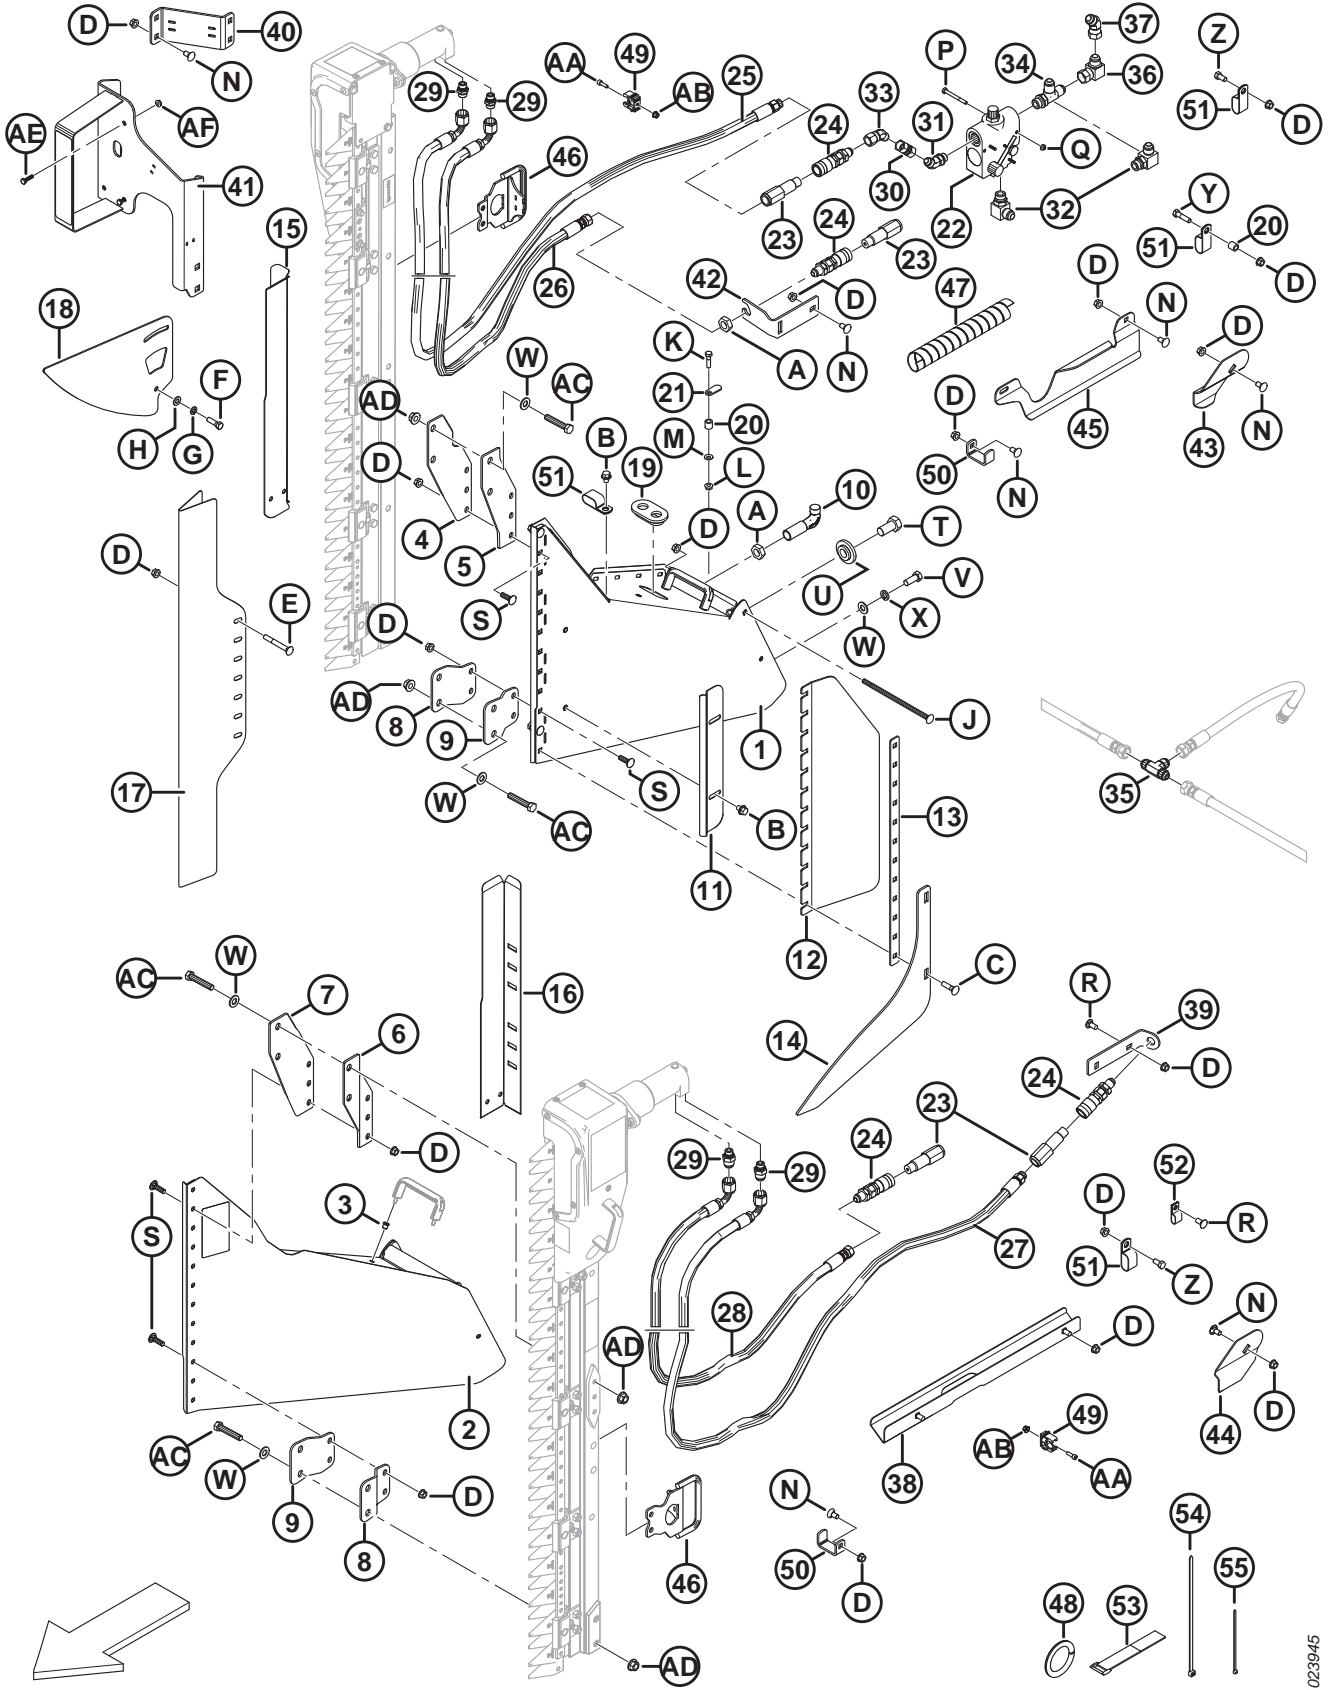 D
40
N
AA
49
AB
25
29
29
P
34
37
36
Z
51
D
33
24
31
AE
AF
41
46
30
Q
15
23
22
32
24
23
Y
20
51
D
26
42
D
47
D
N
D
18
K
A
N
W
AC
F
21
AD
H
G
B
20
M
D
45
43
N
50
N
D
51
19
L
10
A
T
4
5
D
D
U
V
E
S
W
X
D
AD
8
9
1
J
17
W
S
35
13
AC
B
11
12
C
AC
W
7
16
R
39
6
14
D
24
23
D
24
29
29
52
D
R
3
S
27
51
Z
28
N
D
AD
2
49
44
D
AC
W
AB
AA
38
9
8
D
N
46
50
D
54
55
48
53
AD
023945